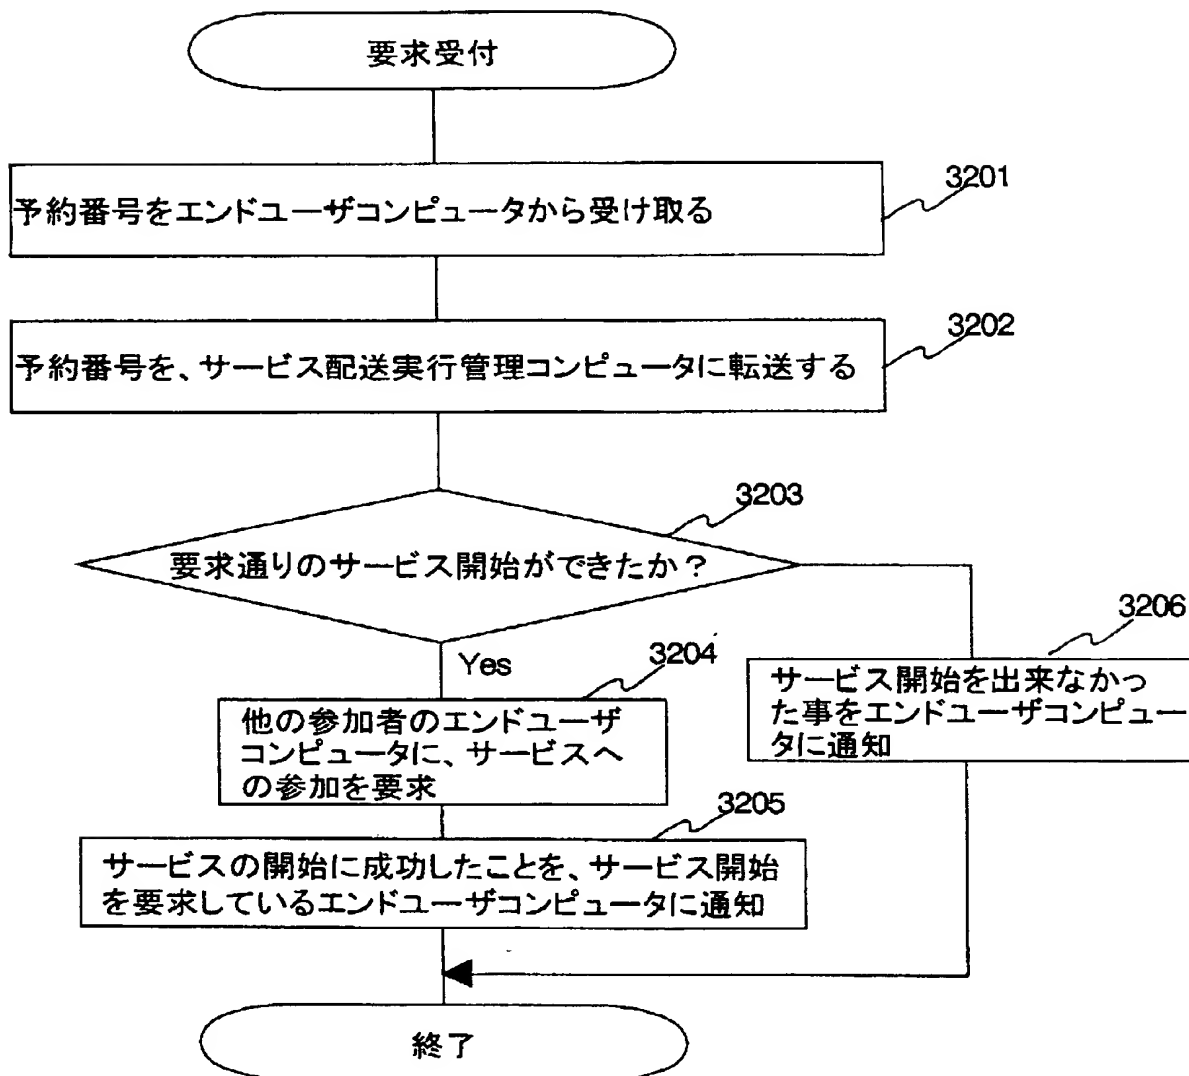 要求受付
3201
予約番号をエンドユーザコンピュータから受け取る
3202
予約番号を、サービス配送実行管理コンピュータに転送する
3203
要求通りのサービス開始ができたか？
Yes
3204
他の参加者のエンドユーザ
コンピュータに、サービスへ
の参加を要求
3206
サービス開始を出来なかっ
た事をエンドユーザコンピュー
タに通知
3205
サービスの開始に成功したことを、サービス開始
を要求しているエンドユーザコンピュータに通知
終了